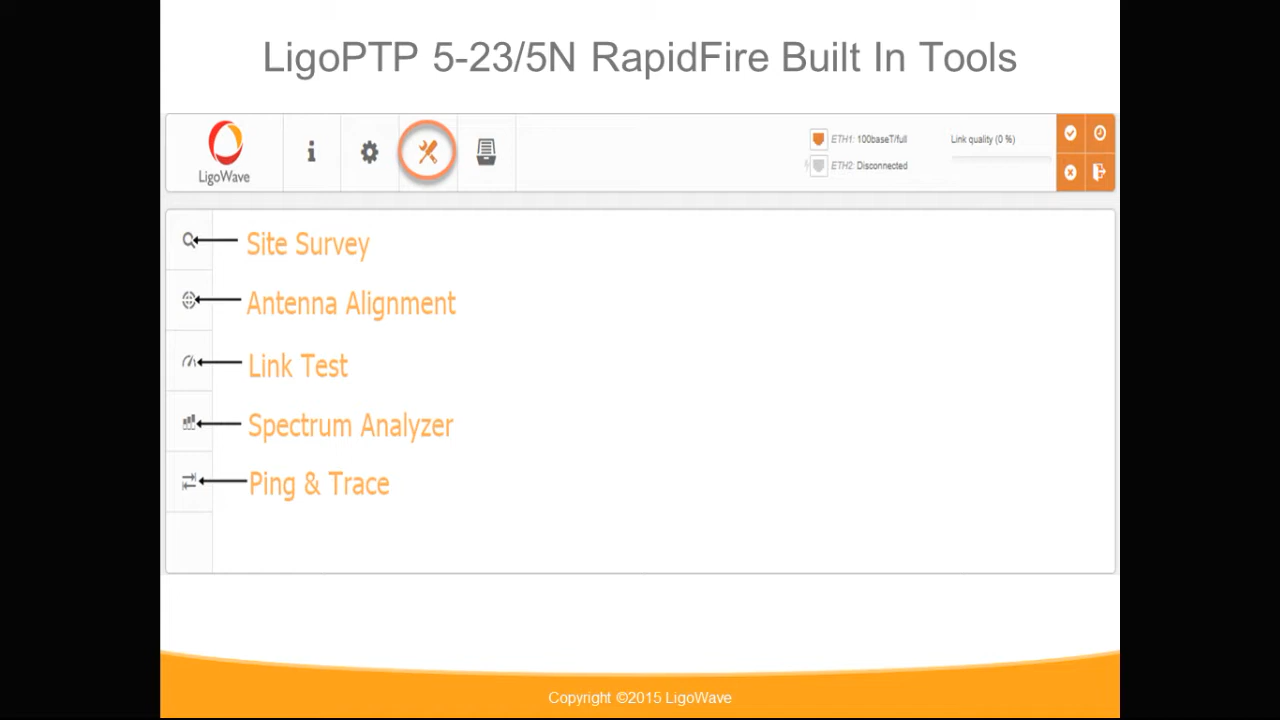 LigoPTP 5-23/5N RapidFire Built In Tools
LigoWave
ETH1: 100baseT/full
Link quality (0 %)
ETH2: Disconnected
Site Survey
Antenna Alignment
Link Test
Spectrum Analyzer
Ping & Trace
Copyright ©2015 LigoWave